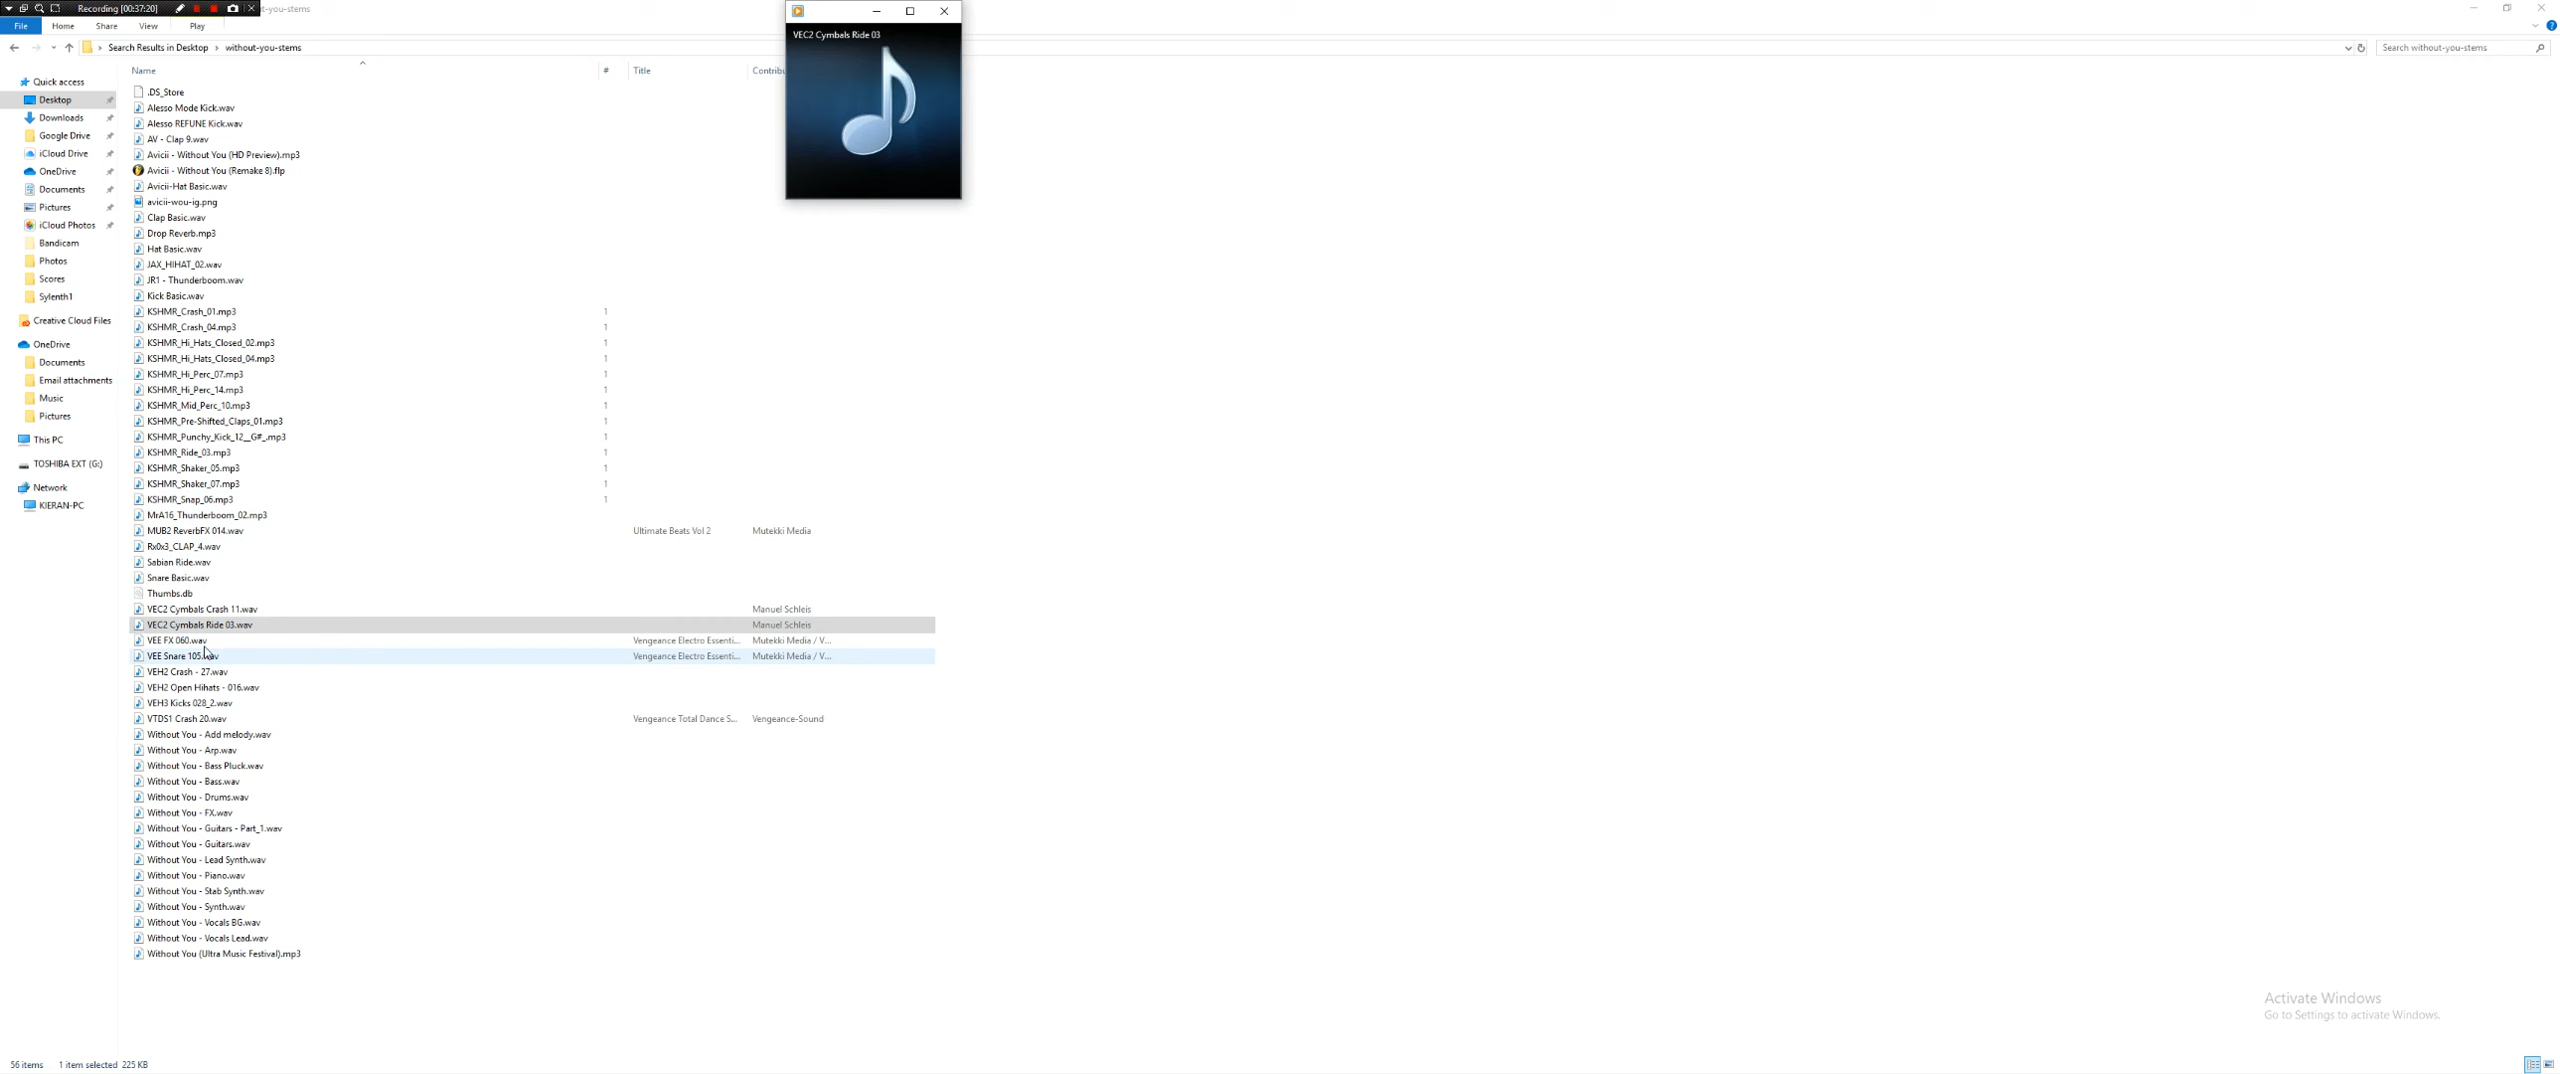 Recording [00:37:20]
t-you-stems
File Home Share View Play
Search Results in Desktop › without-you-stems
Search without-you-stems
Name # Title Contribu
VEC2 Cymbals Ride 03
Quick access
Desktop
Downloads
Google Drive
iCloud Drive
OneDrive
Documents
Pictures
iCloud Photos
Bandicam
Photos
Scores
Sylenth1
Creative Cloud Files
OneDrive
Documents
Email attachments
Music
Pictures
This PC
TOSHIBA EXT (G:)
Network
KIERAN-PC
.DS_Store
Alesso Mode Kick.wav
Alesso REFUNE Kick.wav
AV - Clap 9.wav
Avicii - Without You (HD Preview).mp3
Avicii - Without You (Remake 8).flp
Avicii-Hat Basic.wav
avicii-wou-ig.png
Clap Basic.wav
Drop Reverb.mp3
Hat Basic.wav
JAX_HIHAT_02.wav
JR1 - Thunderboom.wav
Kick Basic.wav
KSHMR_Crash_01.mp3 1
KSHMR_Crash_04.mp3 1
KSHMR_Hi_Hats_Closed_02.mp3 1
KSHMR_Hi_Hats_Closed_04.mp3 1
KSHMR_Hi_Perc_07.mp3 1
KSHMR_Hi_Perc_14.mp3 1
KSHMR_Mid_Perc_10.mp3 1
KSHMR_Pre-Shifted_Claps_01.mp3 1
KSHMR_Punchy_Kick_12__G#_.mp3 1
KSHMR_Ride_03.mp3 1
KSHMR_Shaker_05.mp3 1
KSHMR_Shaker_07.mp3 1
KSHMR_Snap_06.mp3 1
MrA16_Thunderboom_02.mp3
MUB2 ReverbFX 014.wav Ultimate Beats Vol 2 Mutekki Media
Rx0x3_CLAP_4.wav
Sabian Ride.wav
Snare Basic.wav
Thumbs.db
VEC2 Cymbals Crash 11.wav Manuel Schleis
VEC2 Cymbals Ride 03.wav Manuel Schleis
VEE FX 060.wav Vengeance Electro Essenti... Mutekki Media / V...
VEE Snare 105.wav Vengeance Electro Essenti... Mutekki Media / V...
VEH2 Crash - 27.wav
VEH2 Open Hihats - 016.wav
VEH3 Kicks 028_2.wav
VTDS1 Crash 20.wav Vengeance Total Dance S... Vengeance-Sound
Without You - Add melody.wav
Without You - Arp.wav
Without You - Bass Pluck.wav
Without You - Bass.wav
Without You - Drums.wav
Without You - FX.wav
Without You - Guitars - Part_1.wav
Without You - Guitars.wav
Without You - Lead Synth.wav
Without You - Piano.wav
Without You - Stab Synth.wav
Without You - Synth.wav
Without You - Vocals BG.wav
Without You - Vocals Lead.wav
Without You (Ultra Music Festival).mp3
Activate Windows
Go to Settings to activate Windows.
56 items 1 item selected 225 KB